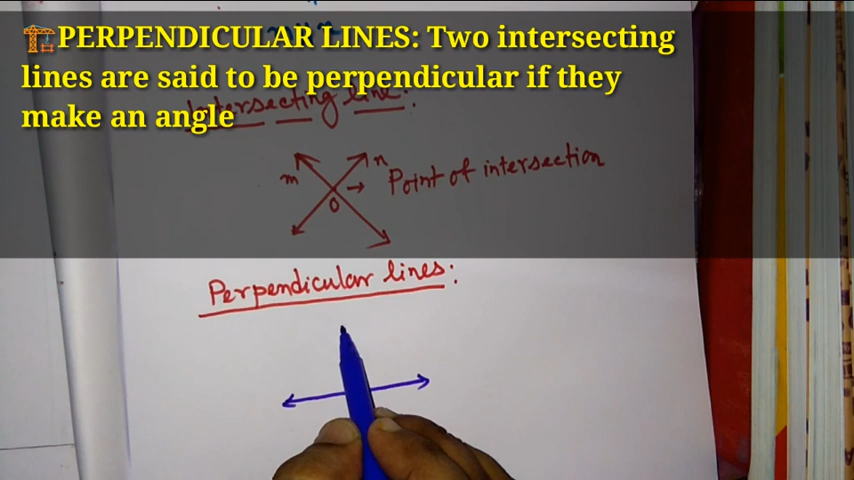 PERPENDICULAR LINES: Two intersecting
lines are said to be perpendicular if they
make an angle
Intersecting line:
m
n
Point of intersection
O
Perpendicular lines: